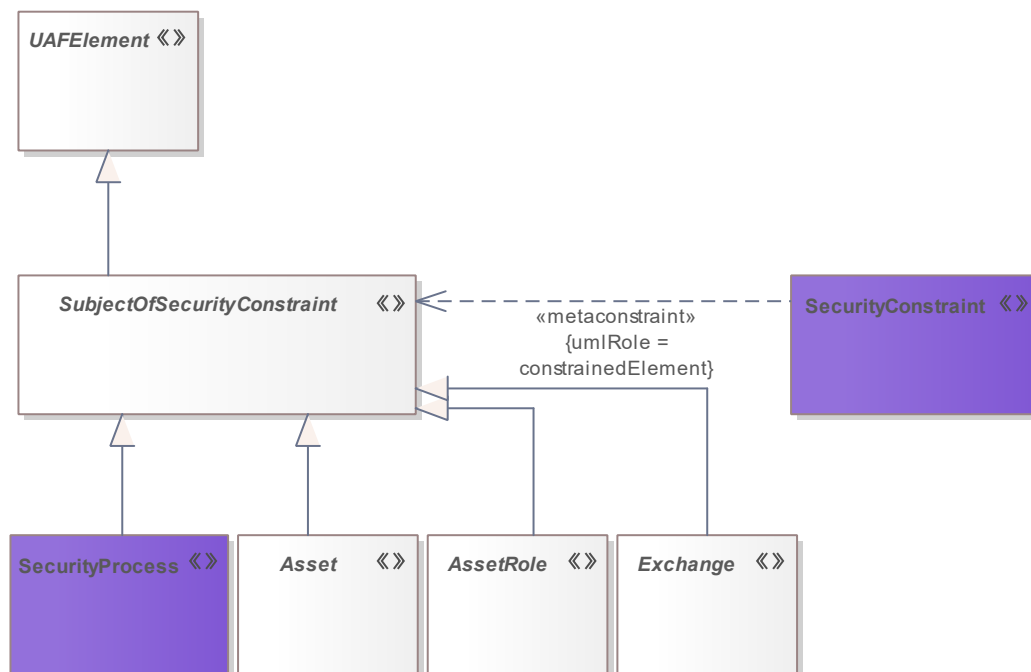 UAFElement «»
SubjectOfSecurityConstraint «»
SecurityConstraint «»
«metaconstraint»
{umlRole =
constrainedElement}
SecurityProcess «»
Asset «»
AssetRole «»
Exchange «»